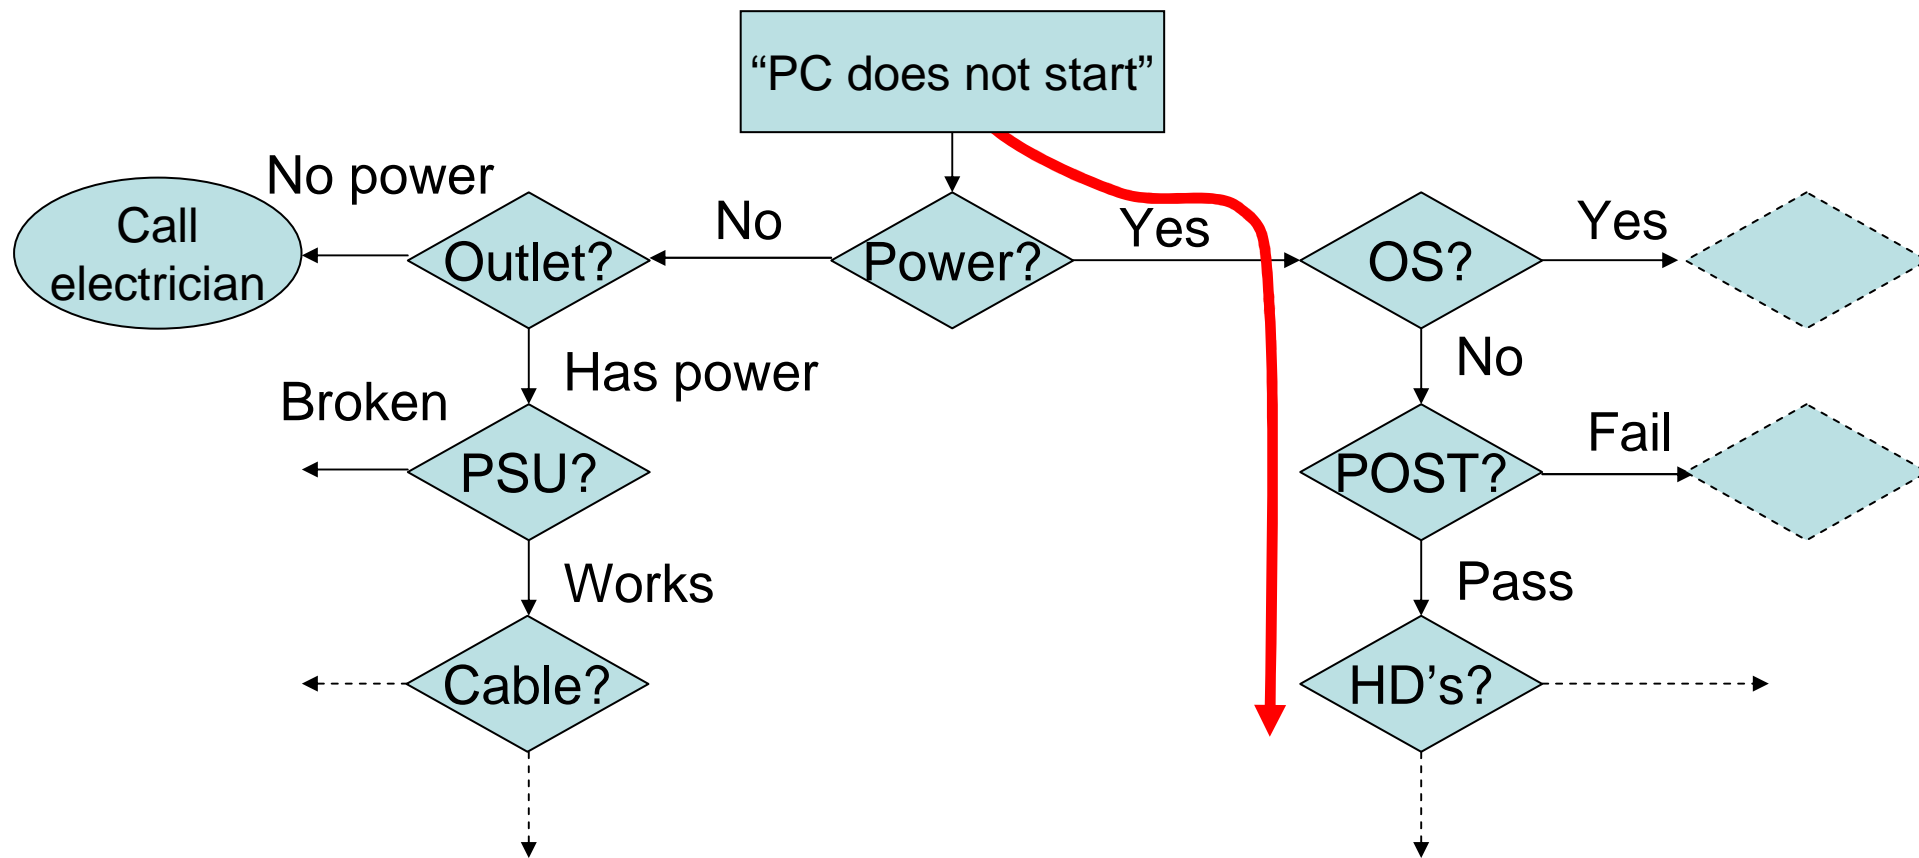 “PC does not start”
No power
Call
electrician
Outlet?
No
Power?
Yes
OS?
Yes
Has power
No
Broken
PSU?
POST?
Fail
Works
Pass
Cable?
HD’s?